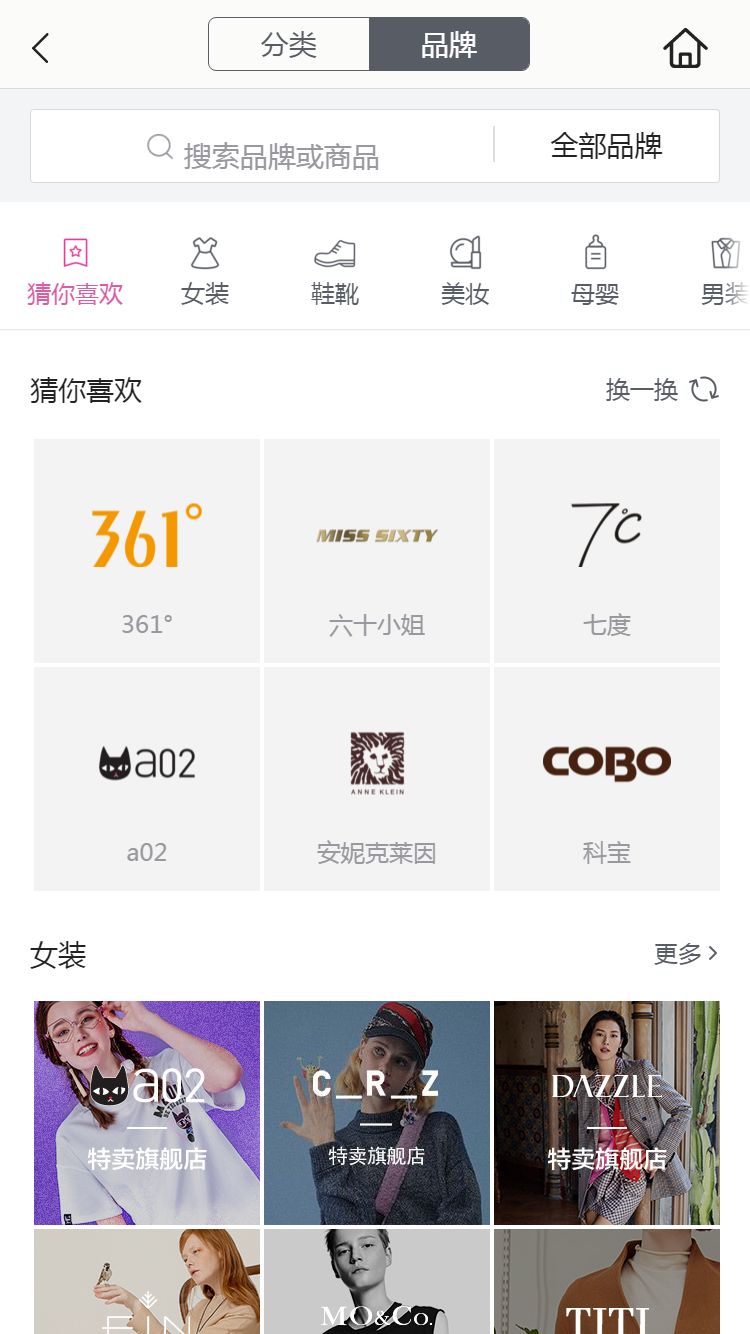 分类
品牌
搜索品牌或商品
全部品牌
猜你喜欢
女装
鞋靴
美妆
母婴
男装
猜你喜欢
换一换
361°
MISS SIXTY
7℃
361°
六十小姐
七度
a02
ANNE KLEIN
COBO
a02
安妮克莱因
科宝
女装
更多
a02
C_R_Z
DAZZLE
特卖旗舰店
特卖旗舰店
特卖旗舰店
MO&Co.